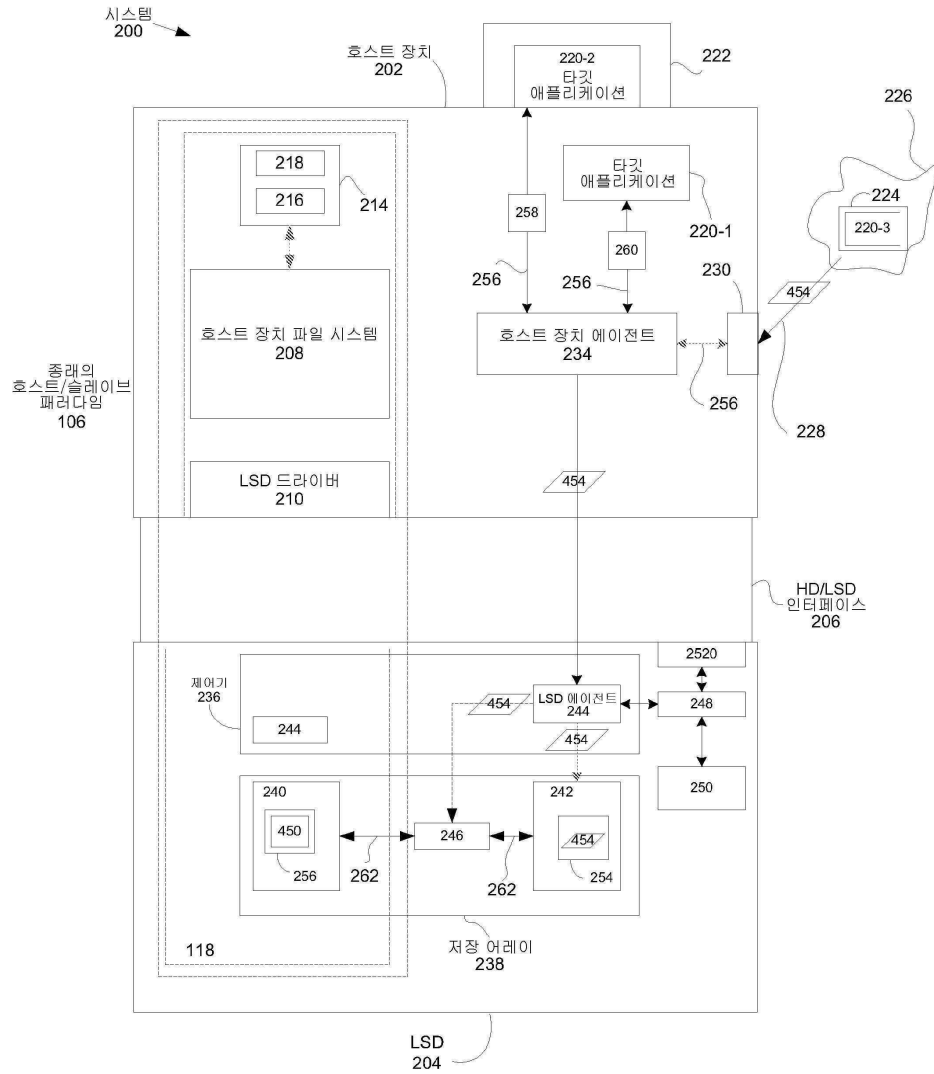 시스템
200
호스트 장치
202
220-2
타깃
애플리케이션
222
226
218
216
214
타깃
애플리케이션
220-1
224
220-3
258
260
256
256
230
454
호스트 장치 파일 시스템
208
호스트 장치 에이전트
234
256
228
종래의
호스트/슬레이브
패러다임
106
LSD 드라이버
210
454
HD/LSD
인터페이스
206
2520
제어기
236
244
454
LSD 에이전트
244
248
454
250
240
450
256
262
246
262
242
454
254
118
저장 어레이
238
LSD
204